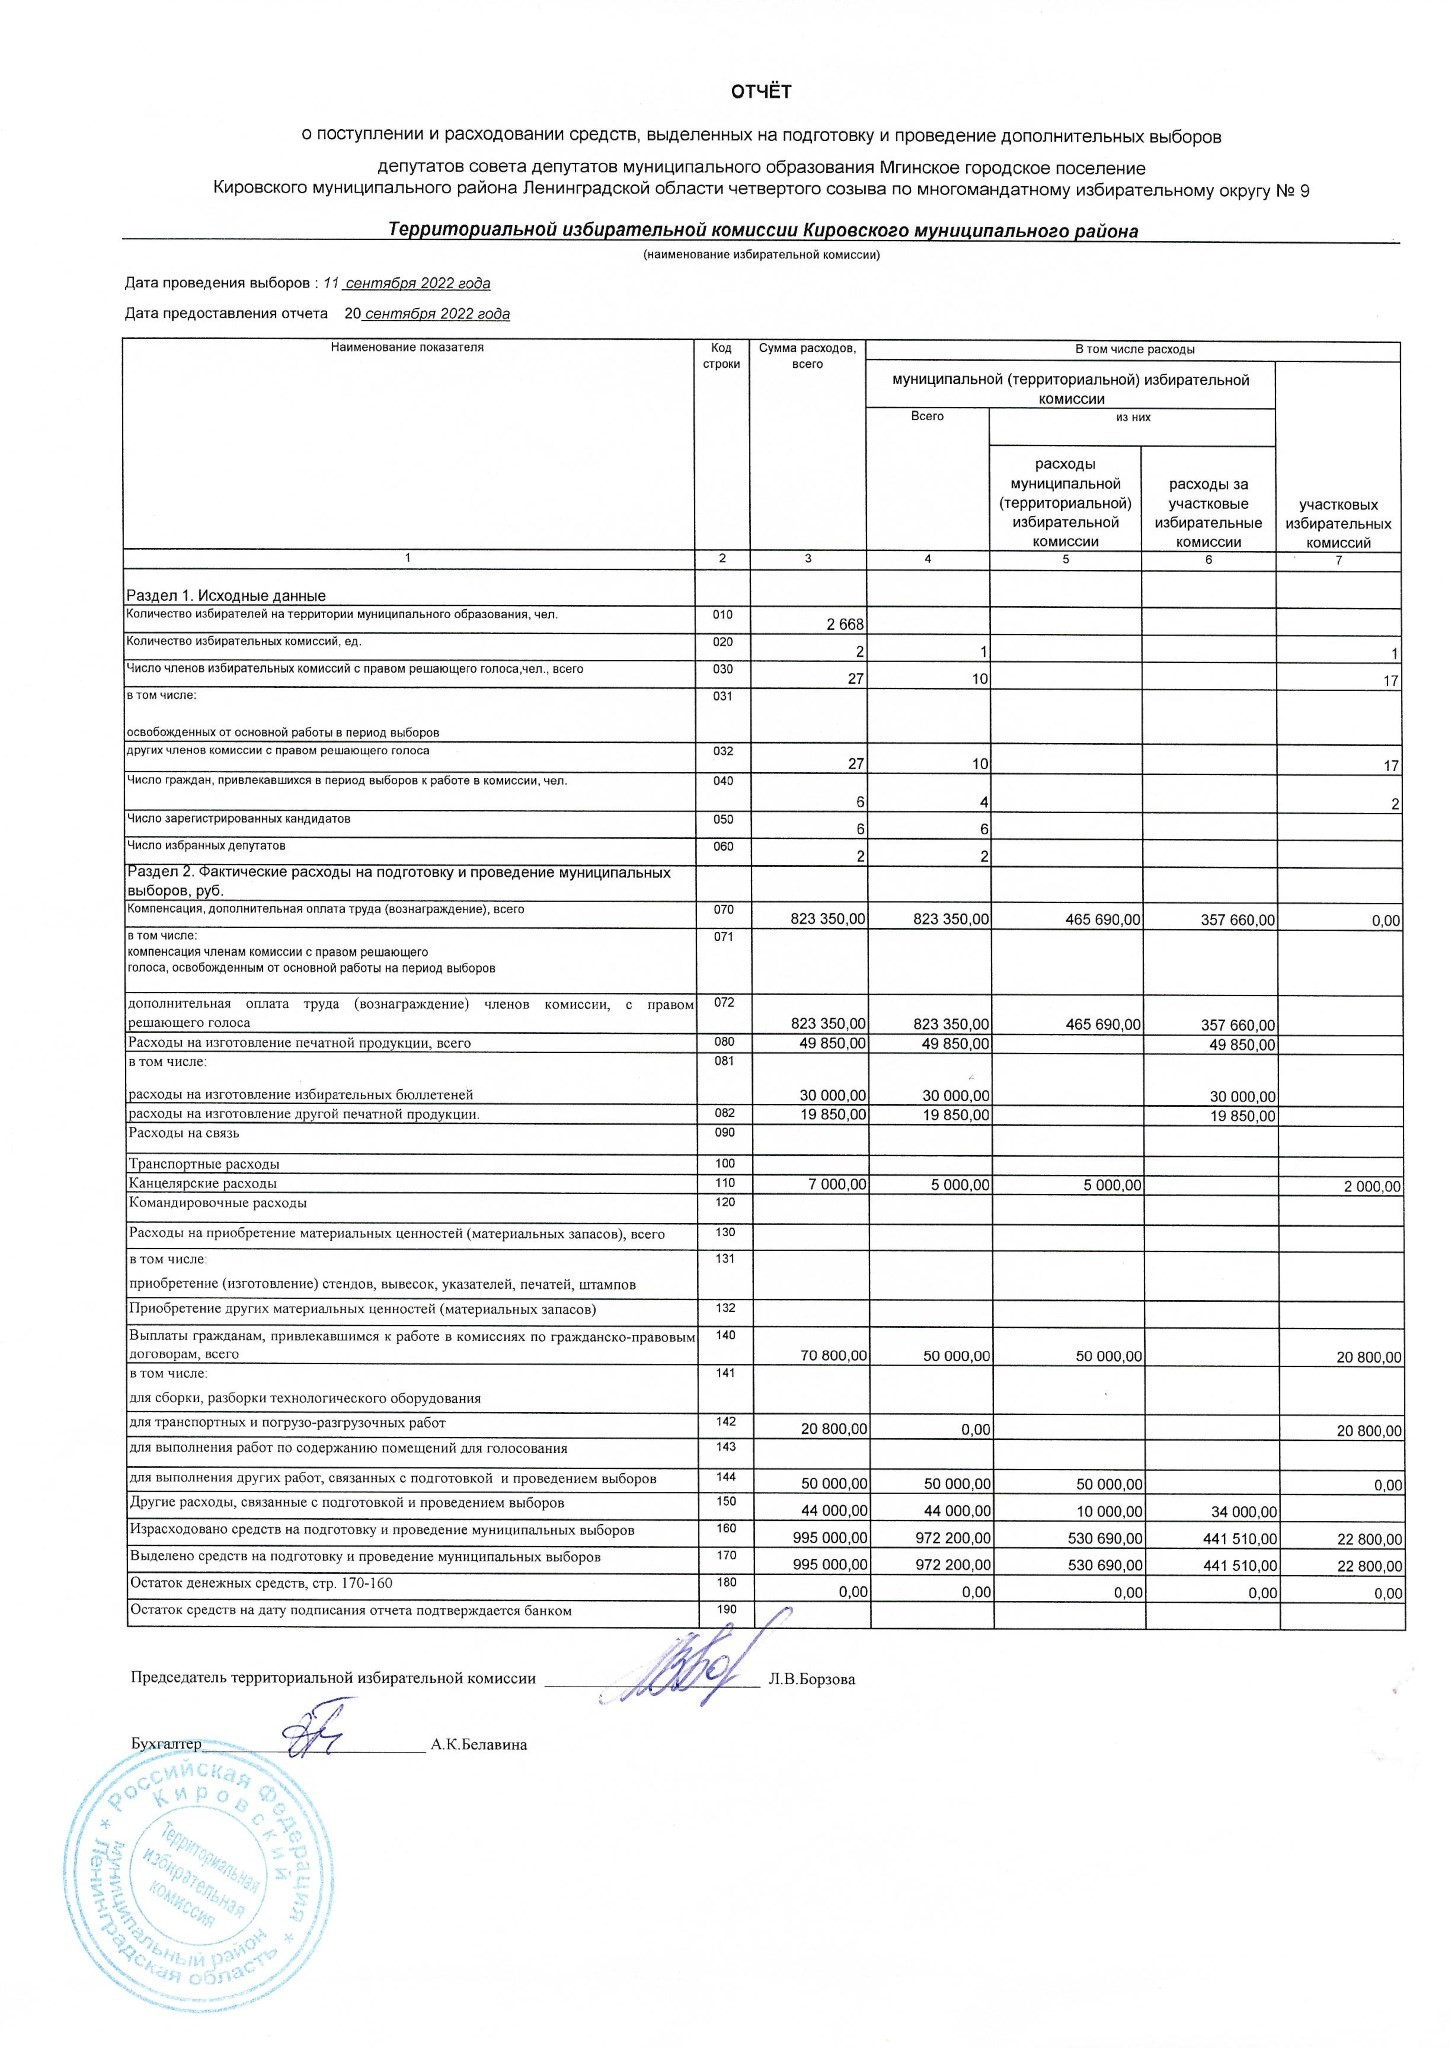 ОТЧЁТ
о поступлении и расходовании средств, выделенных на подготовку и проведение дополнительных выборов
депутатов совета депутатов муниципального образования Мгинское городское поселение
Кировского муниципального района Ленинградской области четвертого созыва по многомандатному избирательному округу № 9
Территориальной избирательной комиссии Кировского муниципального района
(наименование избирательной комиссии)
Дата проведения выборов : 11 сентября 2022 года
Дата предоставления отчета 20 сентября 2022 года
Наименование показателя
Код строки
Сумма расходов, всего
В том числе расходы
муниципальной (территориальной) избирательной комиссии
Всего
из них
расходы муниципальной (территориальной) избирательной комиссии
расходы за участковые избирательные комиссии
участковых избирательных комиссий
1 2 3 4 5 6 7
Раздел 1. Исходные данные
Количество избирателей на территории муниципального образования, чел. 010 2 668
Количество избирательных комиссий, ед. 020 2 1 1
Число членов избирательных комиссий с правом решающего голоса,чел., всего 030 27 10 17
в том числе: 031
освобожденных от основной работы в период выборов
других членов комиссии с правом решающего голоса 032 27 10 17
Число граждан, привлекавшихся в период выборов к работе в комиссии, чел. 040 6 4 2
Число зарегистрированных кандидатов 050 6 6
Число избранных депутатов 060 2 2
Раздел 2. Фактические расходы на подготовку и проведение муниципальных
выборов, руб.
Компенсация, дополнительная оплата труда (вознаграждение), всего 070 823 350,00 823 350,00 465 690,00 357 660,00 0,00
в том числе: 071
компенсация членам комиссии с правом решающего
голоса, освобожденным от основной работы на период выборов
дополнительная оплата труда (вознаграждение) членов комиссии, с правом 072
решающего голоса 823 350,00 823 350,00 465 690,00 357 660,00
Расходы на изготовление печатной продукции, всего 080 49 850,00 49 850,00 49 850,00
в том числе: 081
расходы на изготовление избирательных бюллетеней 30 000,00 30 000,00 30 000,00
расходы на изготовление другой печатной продукции. 082 19 850,00 19 850,00 19 850,00
Расходы на связь 090
Транспортные расходы 100
Канцелярские расходы 110 7 000,00 5 000,00 5 000,00 2 000,00
Командировочные расходы 120
Расходы на приобретение материальных ценностей (материальных запасов), всего 130
в том числе: 131
приобретение (изготовление) стендов, вывесок, указателей, печатей, штампов
Приобретение других материальных ценностей (материальных запасов) 132
Выплаты гражданам, привлекавшимся к работе в комиссиях по гражданско-правовым 140
договорам, всего 70 800,00 50 000,00 50 000,00 20 800,00
в том числе: 141
для сборки, разборки технологического оборудования
для транспортных и погрузо-разгрузочных работ 142 20 800,00 0,00 20 800,00
для выполнения работ по содержанию помещений для голосования 143
для выполнения других работ, связанных с подготовкой и проведением выборов 144 50 000,00 50 000,00 50 000,00 0,00
Другие расходы, связанные с подготовкой и проведением выборов 150 44 000,00 44 000,00 10 000,00 34 000,00
Израсходовано средств на подготовку и проведение муниципальных выборов 160 995 000,00 972 200,00 530 690,00 441 510,00 22 800,00
Выделено средств на подготовку и проведение муниципальных выборов 170 995 000,00 972 200,00 530 690,00 441 510,00 22 800,00
Остаток денежных средств, стр. 170-160 180 0,00 0,00 0,00 0,00 0,00
Остаток средств на дату подписания отчета подтверждается банком 190
Председатель территориальной избирательной комиссии Л.В.Борзова
Бухгалтер А.К.Белавина
* Российская Федерация *
Ленинградская область
Кировский
муниципальный район
Территориальная
избирательная
комиссия